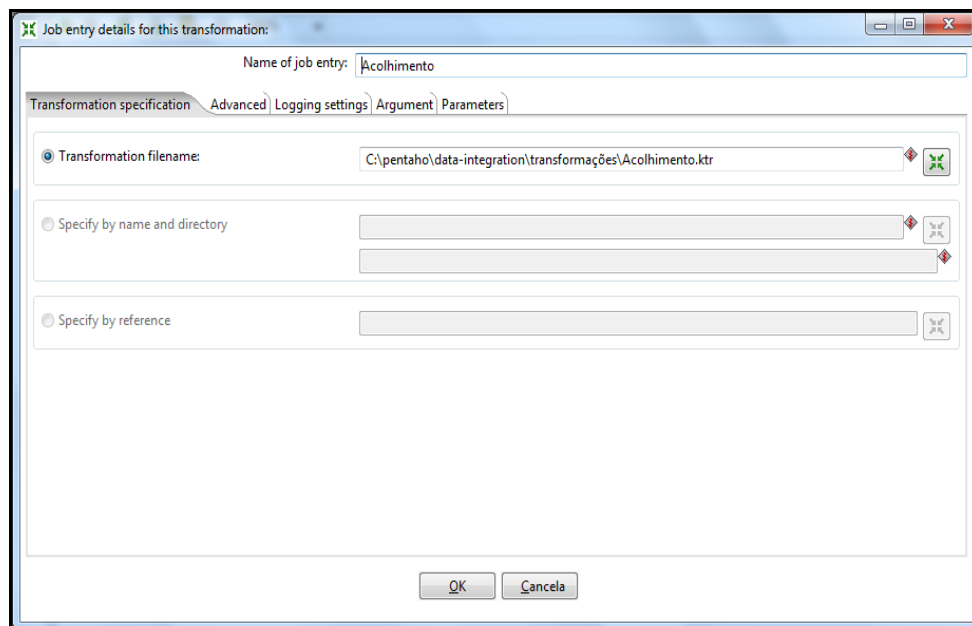 Job entry details for this transformation:
Name of job entry: Acolhimento
Transformation specification Advanced Logging settings Argument Parameters
Transformation filename: C:\pentaho\data-integration\transformações\Acolhimento.ktr
Specify by name and directory
Specify by reference
OK Cancela